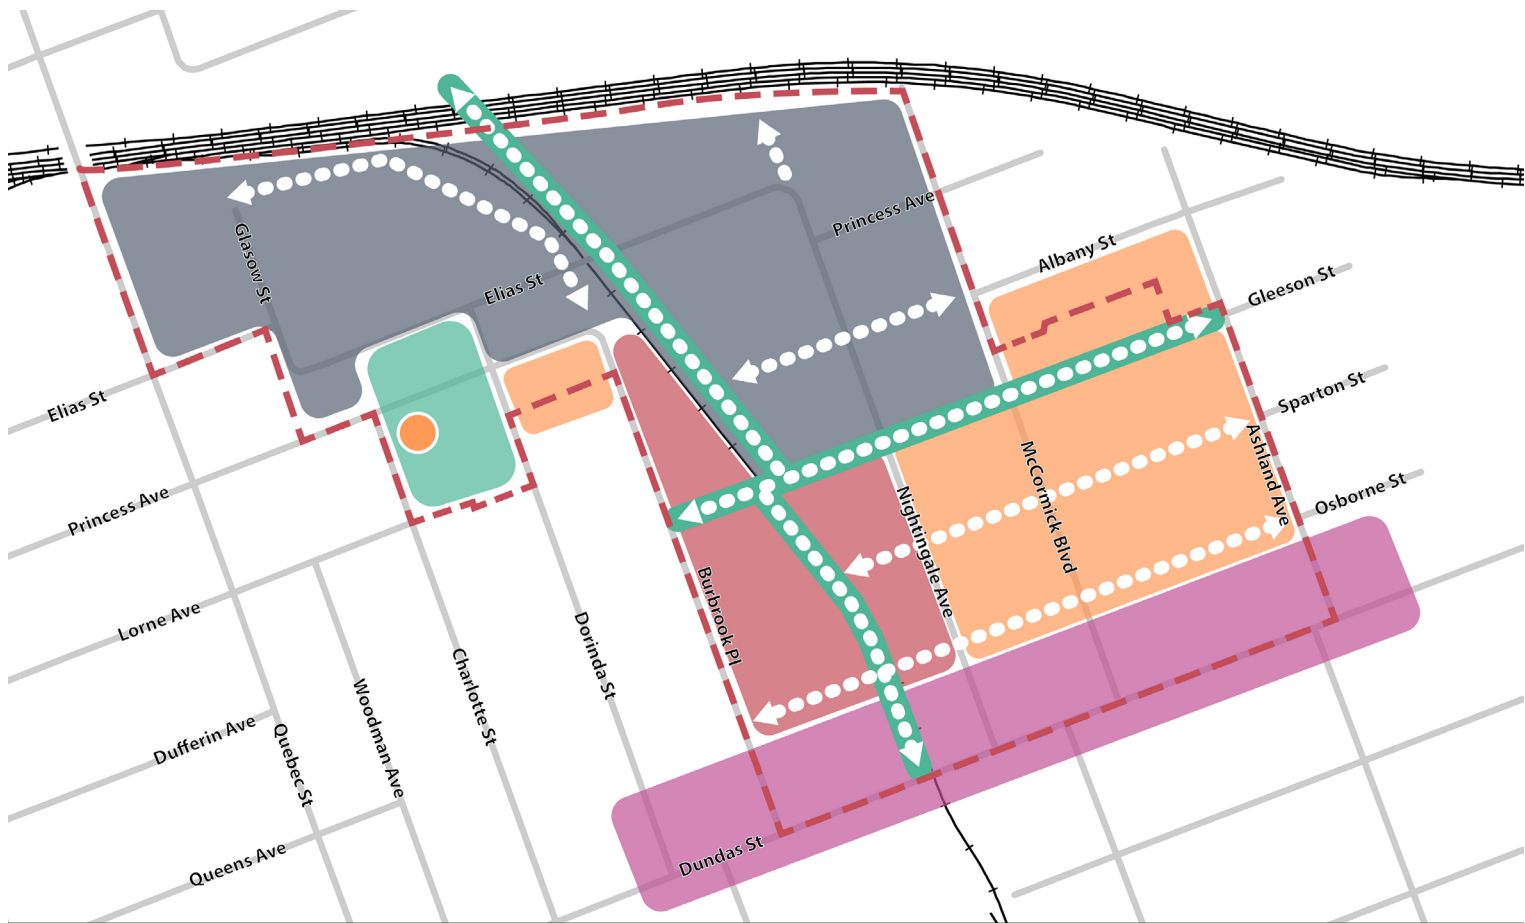 Princess Ave
Albany St
Glasow St
Elias St
Gleeson St
Elias St
Sparton St
Ashland Ave
McCormick Blvd
Osborne St
Princess Ave
Nightingale Ave
Burbrook Pl
Lorne Ave
Dorinda St
Charlotte St
Woodman Ave
Dufferin Ave
Quebec St
Queens Ave
Dundas St